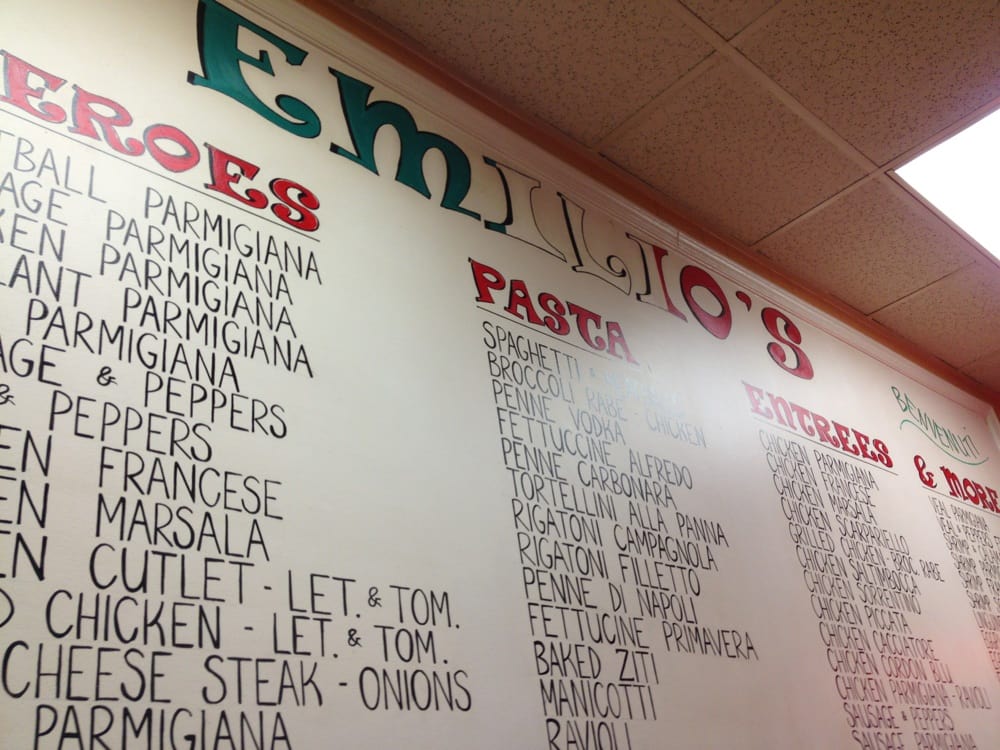 EMILIO'S
EROES
TBALL PARMIGIANA
AGE PARMIGIANA
KEN PARMIGIANA
LANT PARMIGIANA
PARMIGIANA
AGE & PEPPERS
& PEPPERS
EN FRANCESE
EN MARSALA
EN CUTLET - LET. & TOM.
D CHICKEN - LET. & TOM.
CHEESE STEAK - ONIONS
PARMIGIANA
PASTA
SPAGHETTI &
BROCCOLI RABE - CHICKEN
PENNE VODKA
FETTUCCINE ALFREDO
PENNE CARBONARA
TORTELLINI ALLA PANNA
RIGATONI CAMPAGNOLA
RIGATONI FILLETTO
PENNE DI NAPOLI
FETTUCINE PRIMAVERA
BAKED ZITI
MANICOTTI
RAVIOLI
BENVENUTI
ENTREES & MORE
CHICKEN PARMIGIANA
CHICKEN FRANCESE
CHICKEN MARSALA
CHICKEN SCARPARIELLO
GRILLED CHICKEN BROC. RABE
CHICKEN SALTIMBOCCA
CHICKEN SORRENTINO
CHICKEN PICCATA
CHICKEN CACCIATORE
CHICKEN CORDON BLU
CHICKEN PARMIGIANA - RAVIOLI
SAUSAGE & PEPPERS
SAUSAGE PARMIGIANA